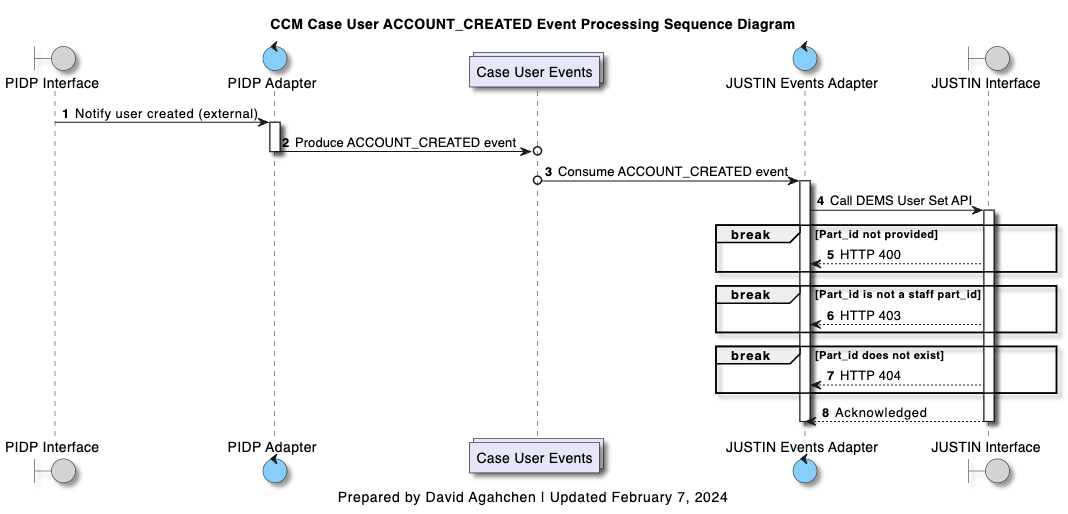 CCM Case User ACCOUNT_CREATED Event Processing Sequence Diagram
PIDP Interface
PIDP Adapter
Case User Events
JUSTIN Events Adapter
JUSTIN Interface
1 Notify user created (external)
2 Produce ACCOUNT_CREATED event
3 Consume ACCOUNT_CREATED event
4 Call DEMS User Set API
break [Part_id not provided]
5 HTTP 400
break [Part_id is not a staff part_id]
6 HTTP 403
break [Part_id does not exist]
7 HTTP 404
8 Acknowledged
PIDP Interface
PIDP Adapter
Case User Events
JUSTIN Events Adapter
JUSTIN Interface
Prepared by David Agahchen | Updated February 7, 2024